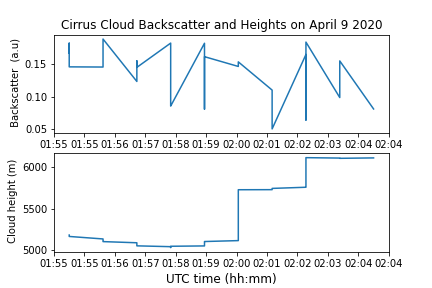 Cirrus Cloud Backscatter and Heights on April 9 2020
Backscatter (a.u)
0.15
0.10
0.05
01:55 01:55 01:56 01:57 01:58 01:59 02:00 02:01 02:02 02:03 02:04 02:04
Cloud height (m)
6000
5500
5000
01:55 01:55 01:56 01:57 01:58 01:59 02:00 02:01 02:02 02:03 02:04 02:04
UTC time (hh:mm)